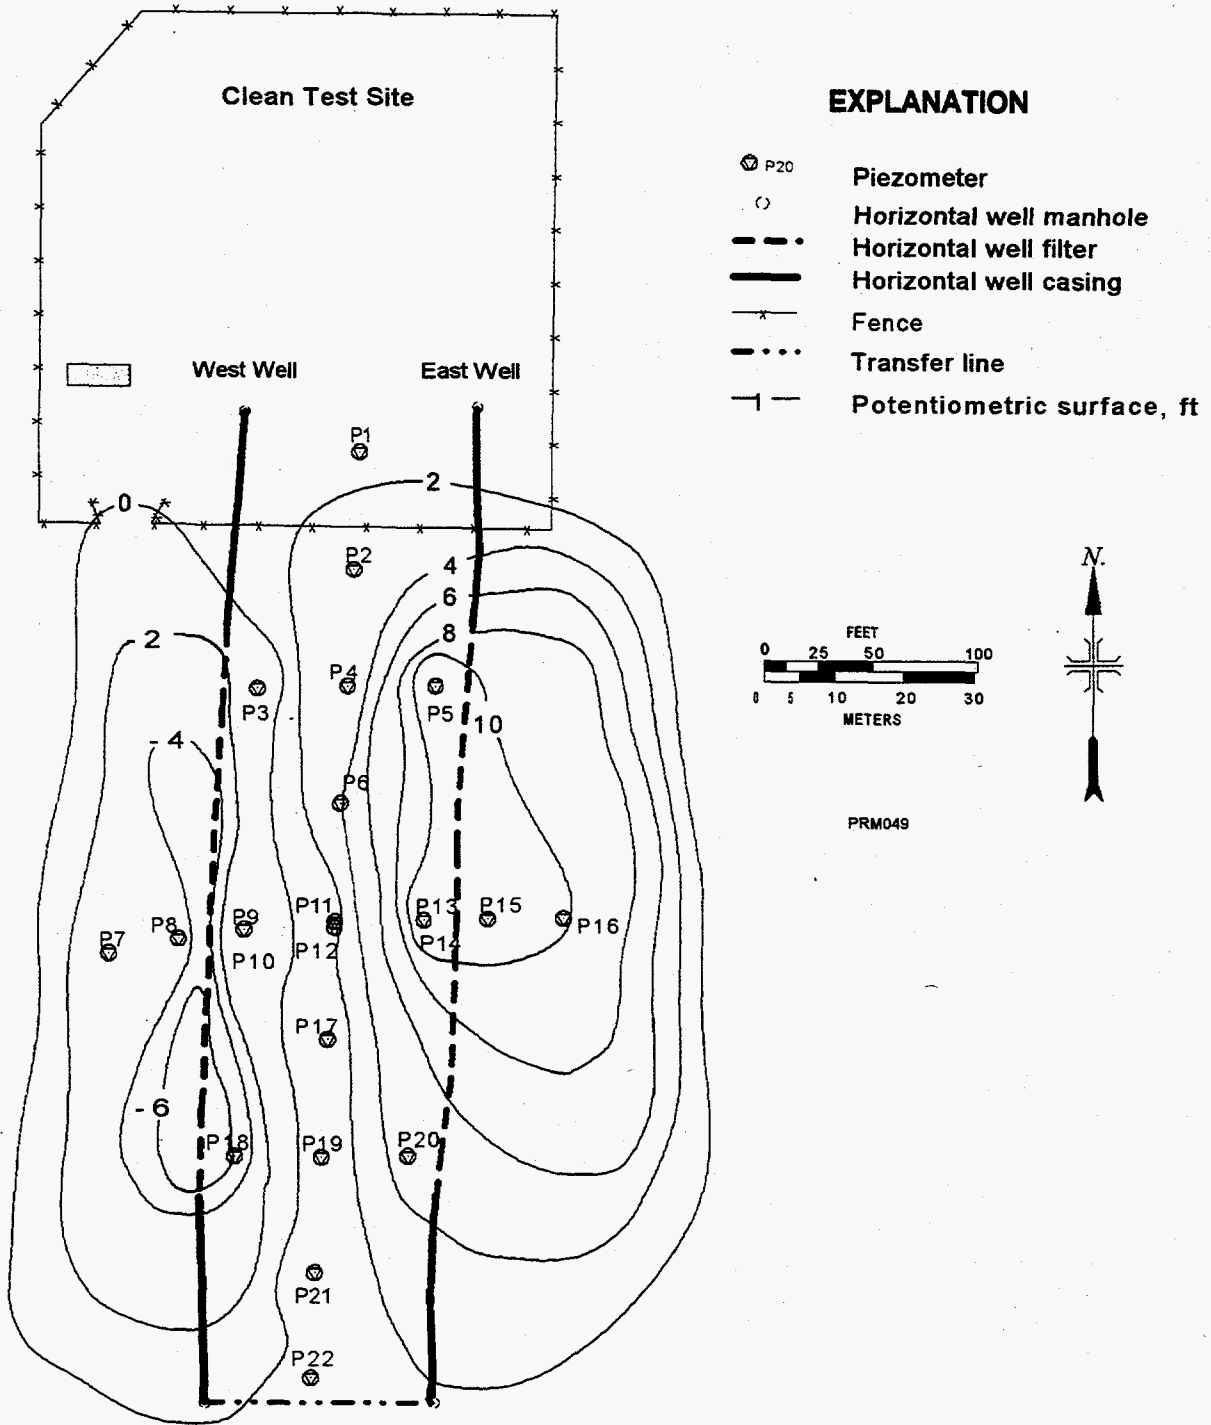 Clean Test Site
EXPLANATION
P20 Piezometer
Horizontal well manhole
Horizontal well filter
Horizontal well casing
Fence
Transfer line
1 Potentiometric surface, ft
West Well East Well
P1
0
2
P2
4
6
8
- 2
P4
P3
P5
10
- 4
P6
N.
FEET
0 25 50 100
0 5 10 20 30
METERS
PRM049
P7
P8
P9
P10
P11
P12
P13
P14
P15
P16
P17
- 6
P18
P19
P20
P21
P22